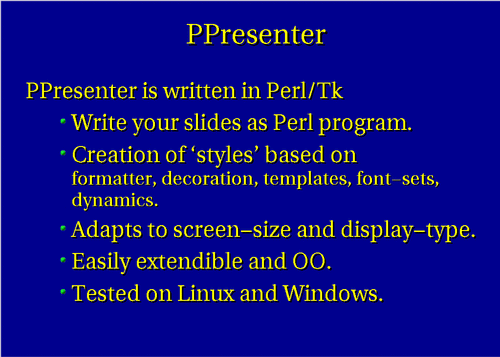 PPresenter
PPresenter is written in Perl/Tk
Write your slides as Perl program.
Creation of ‘styles’ based on
formatter, decoration, templates, font–sets,
dynamics.
Adapts to screen–size and display–type.
Easily extendible and OO.
Tested on Linux and Windows.